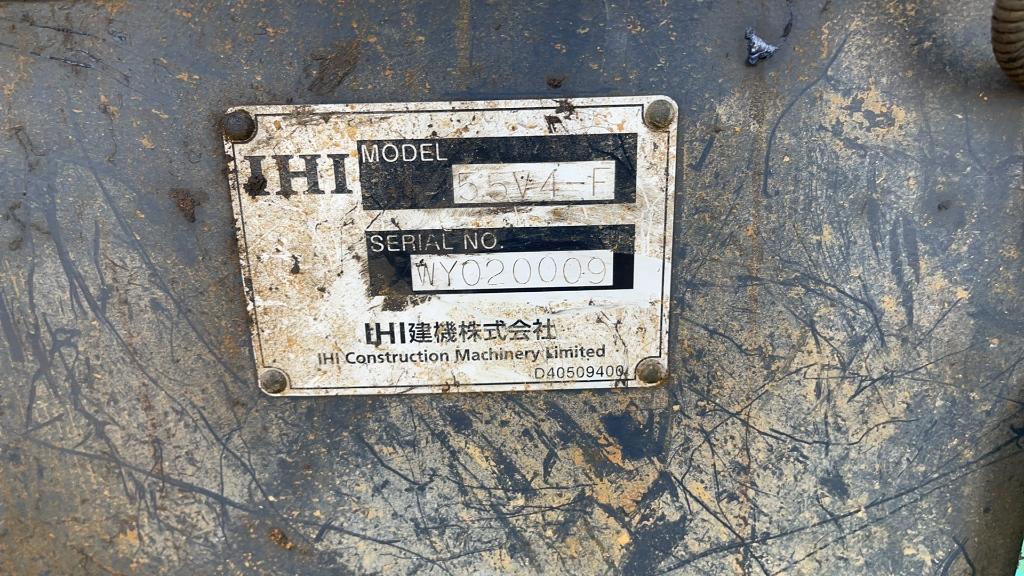 IHI
MODEL
55V4-F
SERIAL NO.
WY020009
IHI建機株式会社
IHI Construction Machinery Limited
D40509400